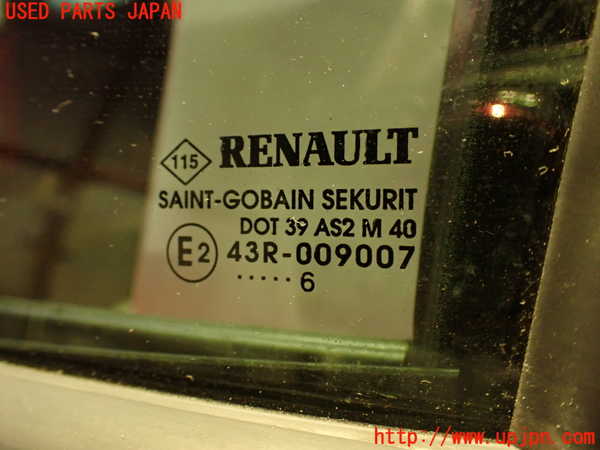 USED PARTS JAPAN
115 RENAULT
SAINT-GOBAIN SEKURIT
DOT 39 AS2 M 40
E2 43R-009007
.....6
http://www.upjpn.com